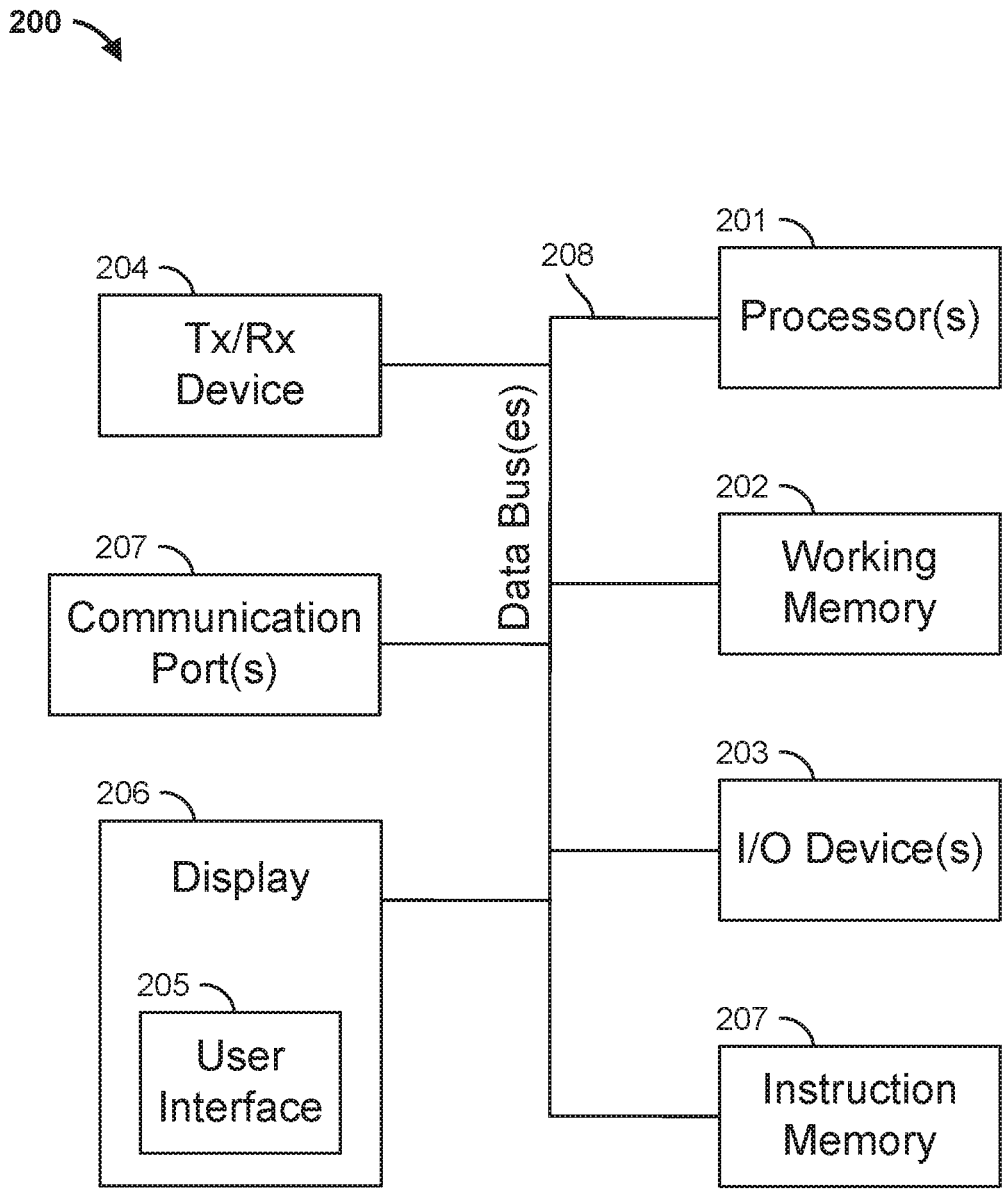 200
204
Tx/Rx
Device
207
Communication
Port(s)
206
Display
205
User
Interface
208
Data Bus(es)
201
Processor(s)
202
Working
Memory
203
I/O Device(s)
207
Instruction
Memory